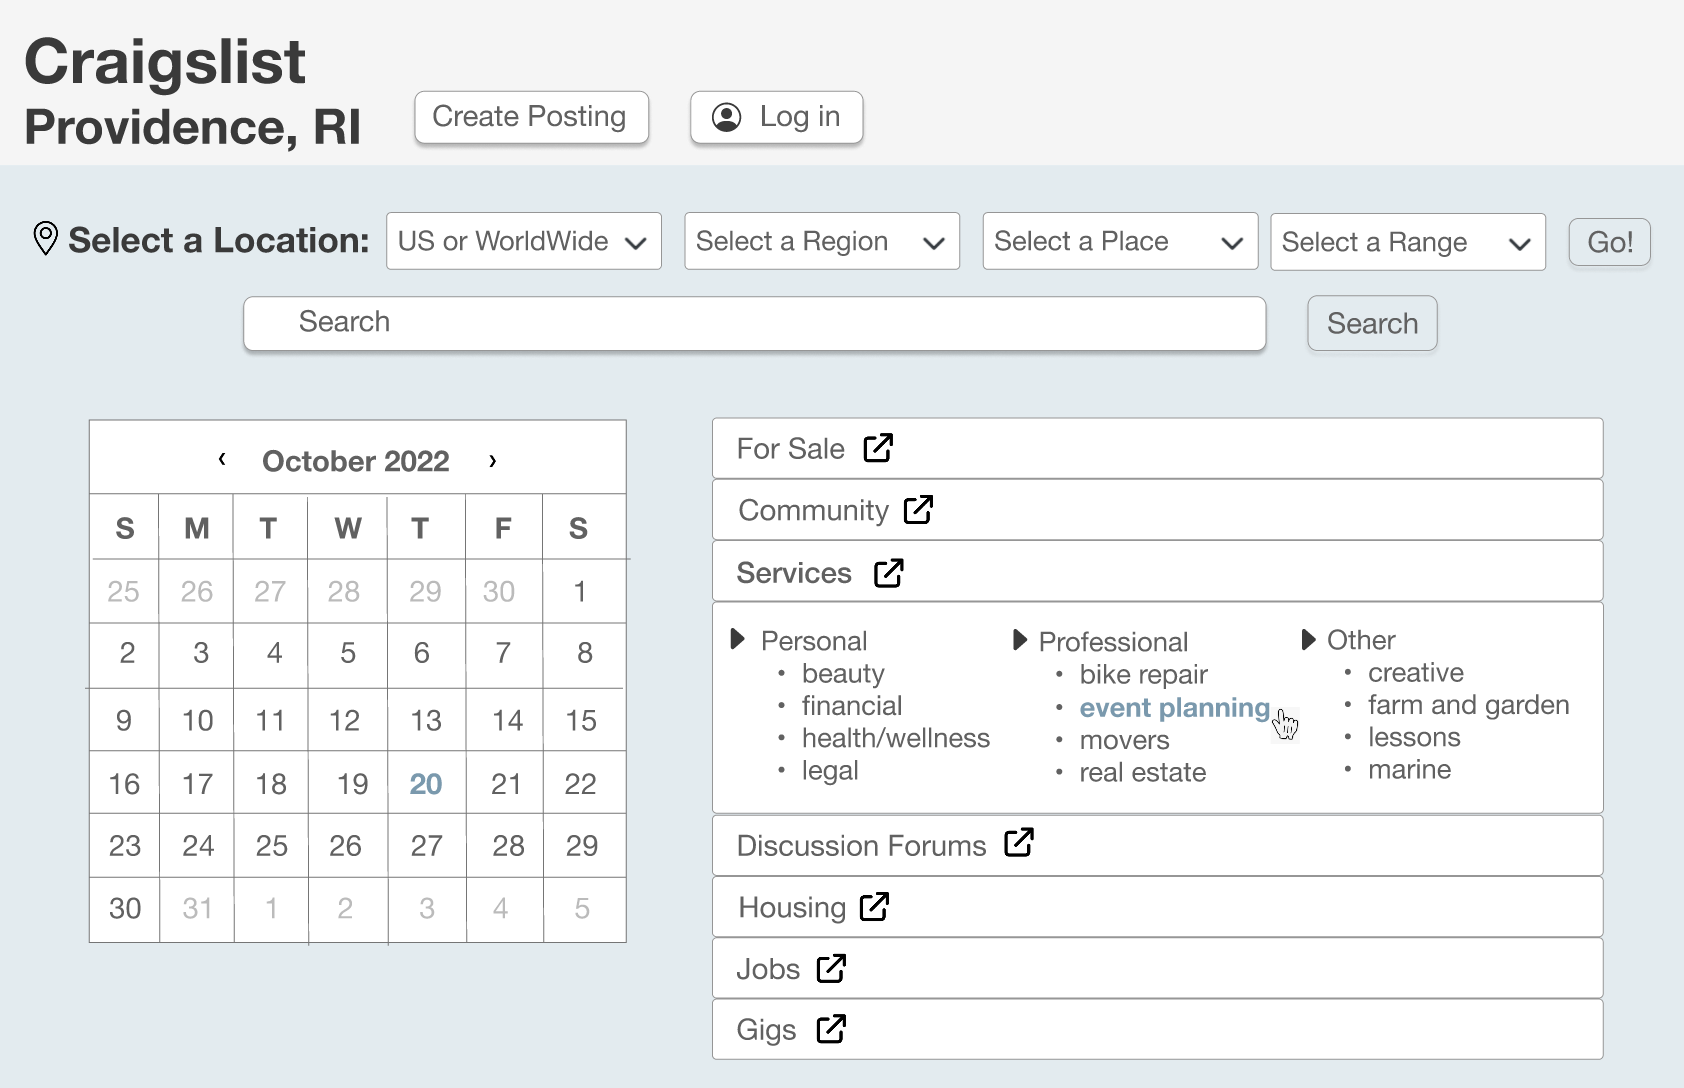 Craigslist
Providence, RI
Create Posting
Log in
Select a Location:
US or WorldWide
Select a Region
Select a Place
Select a Range
Go!
Search
Search
‹ October 2022 ›
S M T W T F S
25 26 27 28 29 30 1
2 3 4 5 6 7 8
9 10 11 12 13 14 15
16 17 18 19 20 21 22
23 24 25 26 27 28 29
30 31 1 2 3 4 5
For Sale
Community
Services
Personal
• beauty
• financial
• health/wellness
• legal
Professional
• bike repair
• event planning
• movers
• real estate
Other
• creative
• farm and garden
• lessons
• marine
Discussion Forums
Housing
Jobs
Gigs